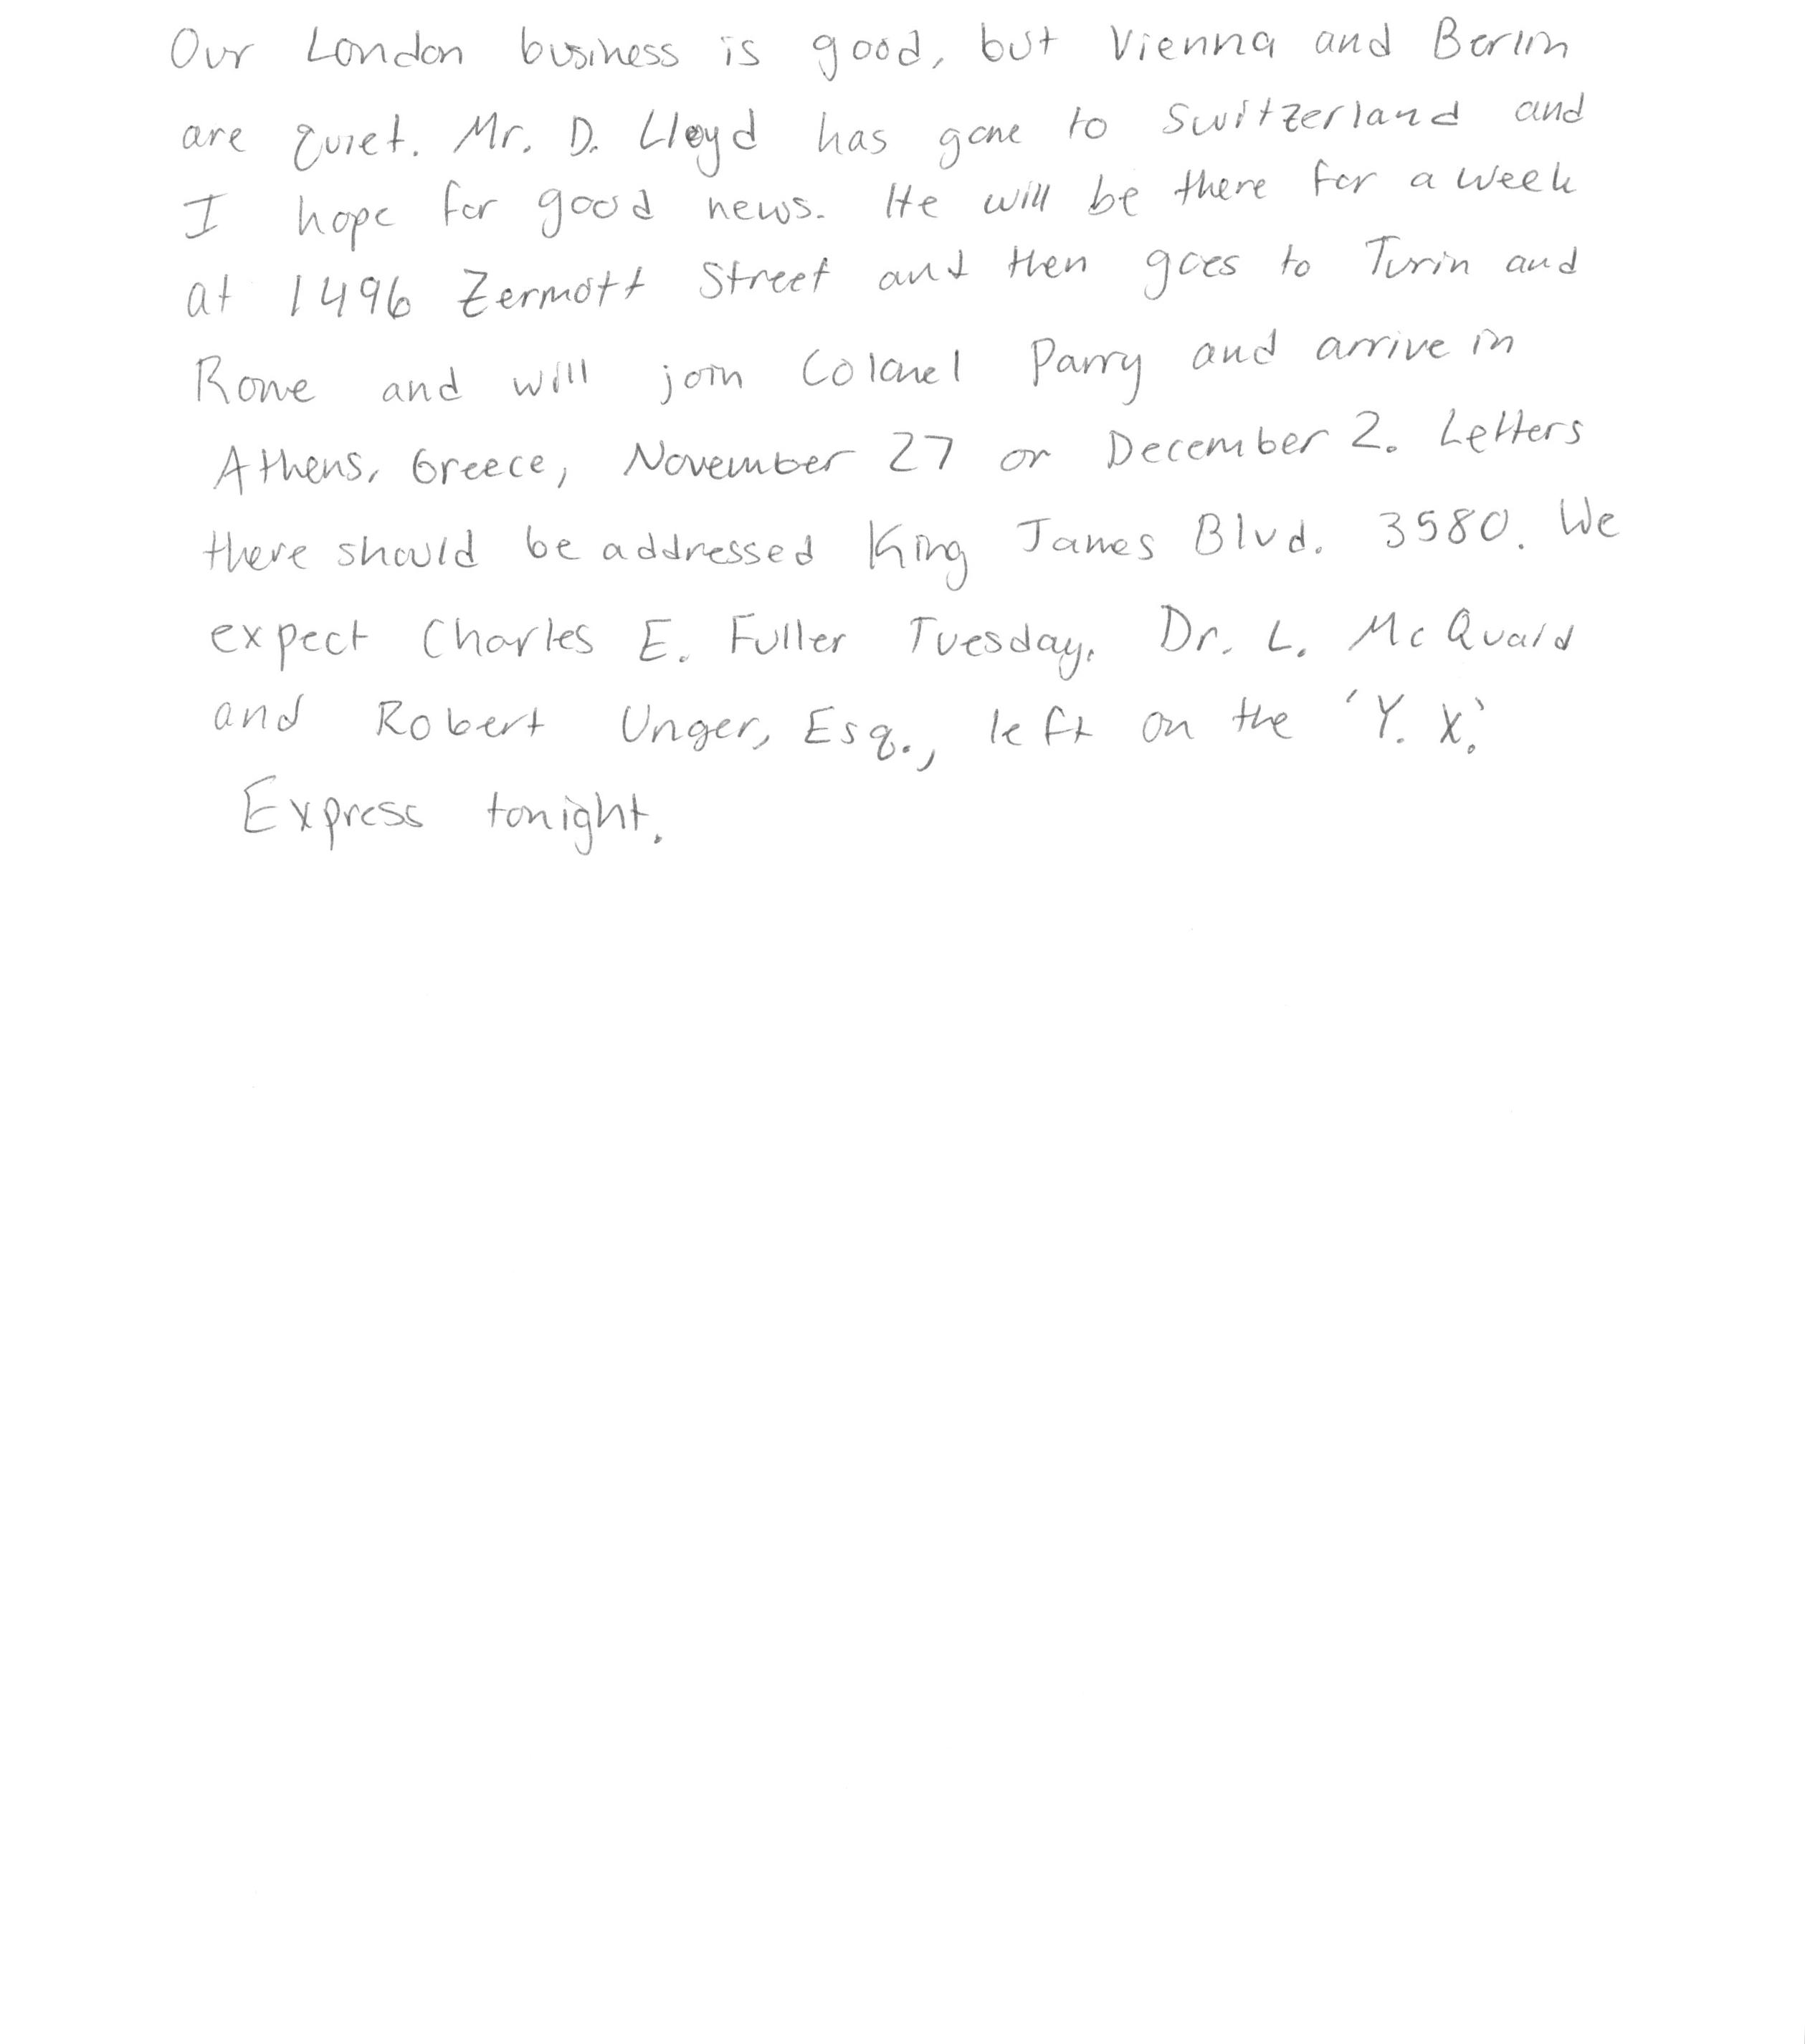 Our London business is good, but Vienna and Berlin
are quiet. Mr. D. Lloyd has gone to Switzerland and
I hope for good news. He will be there for a week
at 1496 Zermott Street and then goes to Turin and
Rome and will join Colonel Parry and arrive in
Athens, Greece, November 27 or December 2. Letters
there should be addressed King James Blvd. 3580. We
expect Charles E. Fuller Tuesday. Dr. L. McQuaid
and Robert Unger, Esq., left on the 'Y. X.'
Express tonight.